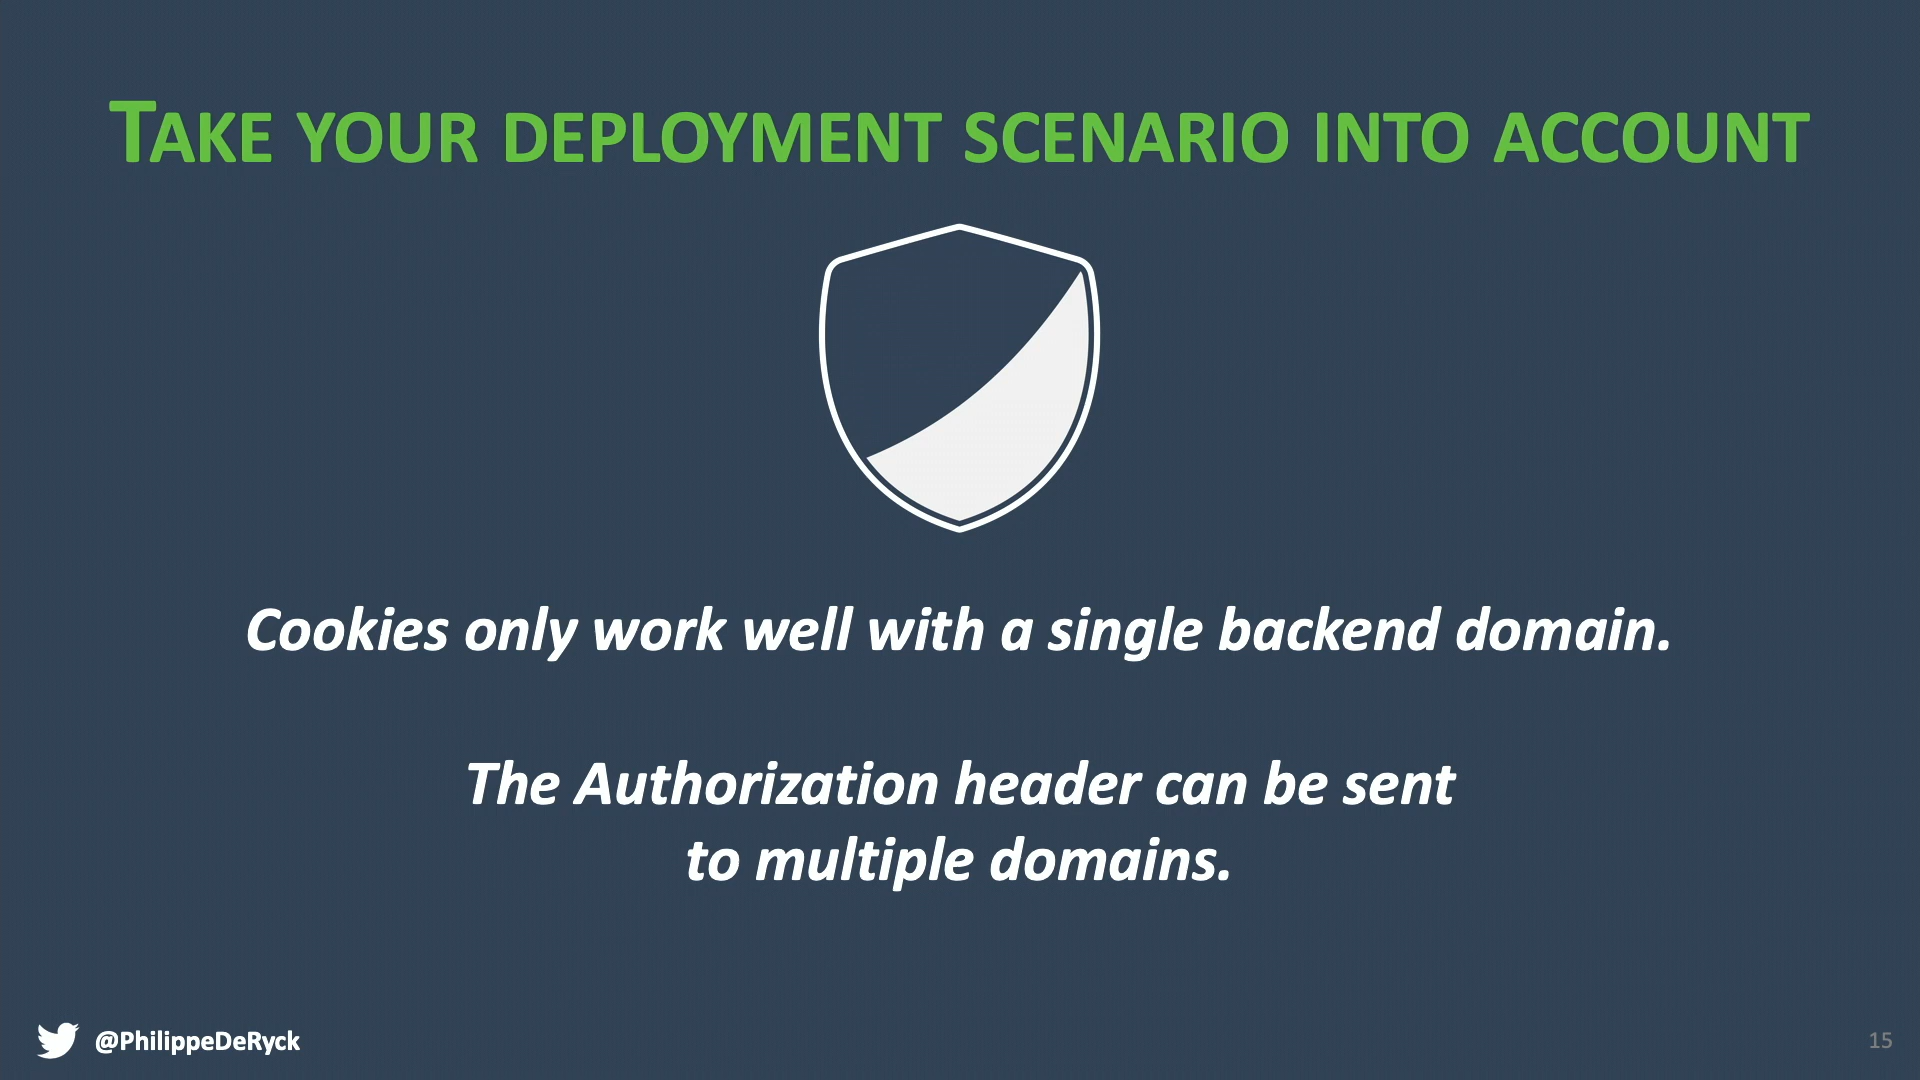 TAKE YOUR DEPLOYMENT SCENARIO INTO ACCOUNT
Cookies only work well with a single backend domain.
The Authorization header can be sent
to multiple domains.
@PhilippeDeRyck
15